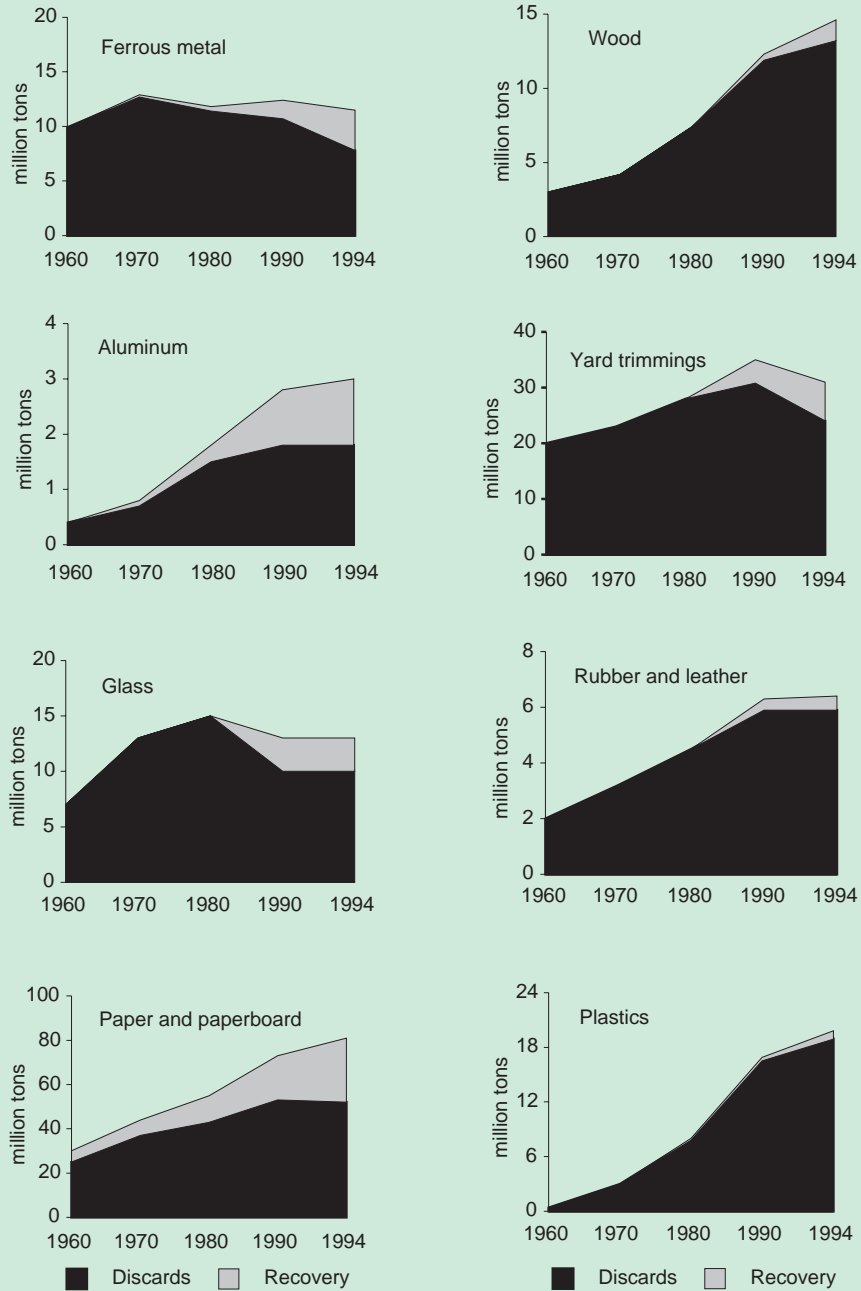 Ferrous metal
million tons
20
15
10
5
0
1960 1970 1980 1990 1994
Wood
million tons
15
10
5
0
1960 1970 1980 1990 1994
Aluminum
million tons
4
3
2
1
0
1960 1970 1980 1990 1994
Yard trimmings
million tons
40
30
20
10
0
1960 1970 1980 1990 1994
Glass
million tons
20
15
10
5
0
1960 1970 1980 1990 1994
Rubber and leather
million tons
8
6
4
2
0
1960 1970 1980 1990 1994
Paper and paperboard
million tons
100
80
60
40
20
0
1960 1970 1980 1990 1994
Discards Recovery
Plastics
million tons
24
18
12
6
0
1960 1970 1980 1990 1994
Discards Recovery